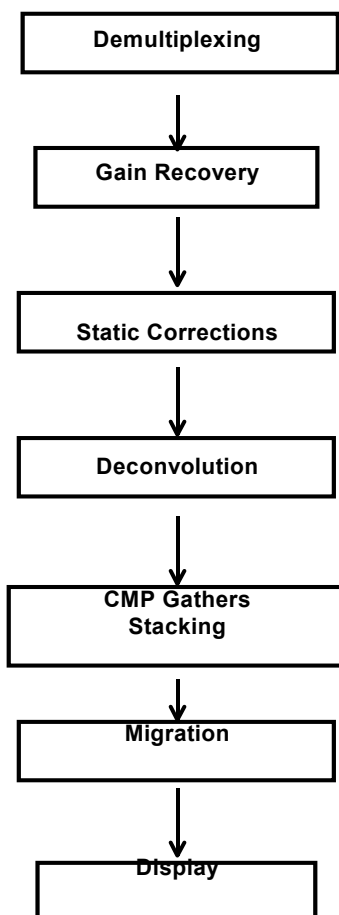 Demultiplexing
Gain Recovery
Static Corrections
Deconvolution
CMP Gathers
Stacking
Migration
Display